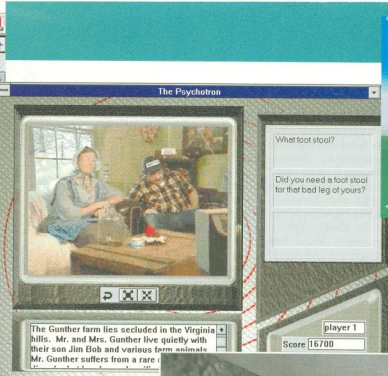 The Psychotron
What foot stool?
Did you need a foot stool
for that bad leg of yours?
The Gunther farm lies secluded in the Virginia
hills. Mr. and Mrs. Gunther live quietly with
their son Jim Bob and various farm animals.
Mr. Gunther suffers from a rare
player 1
Score 16700